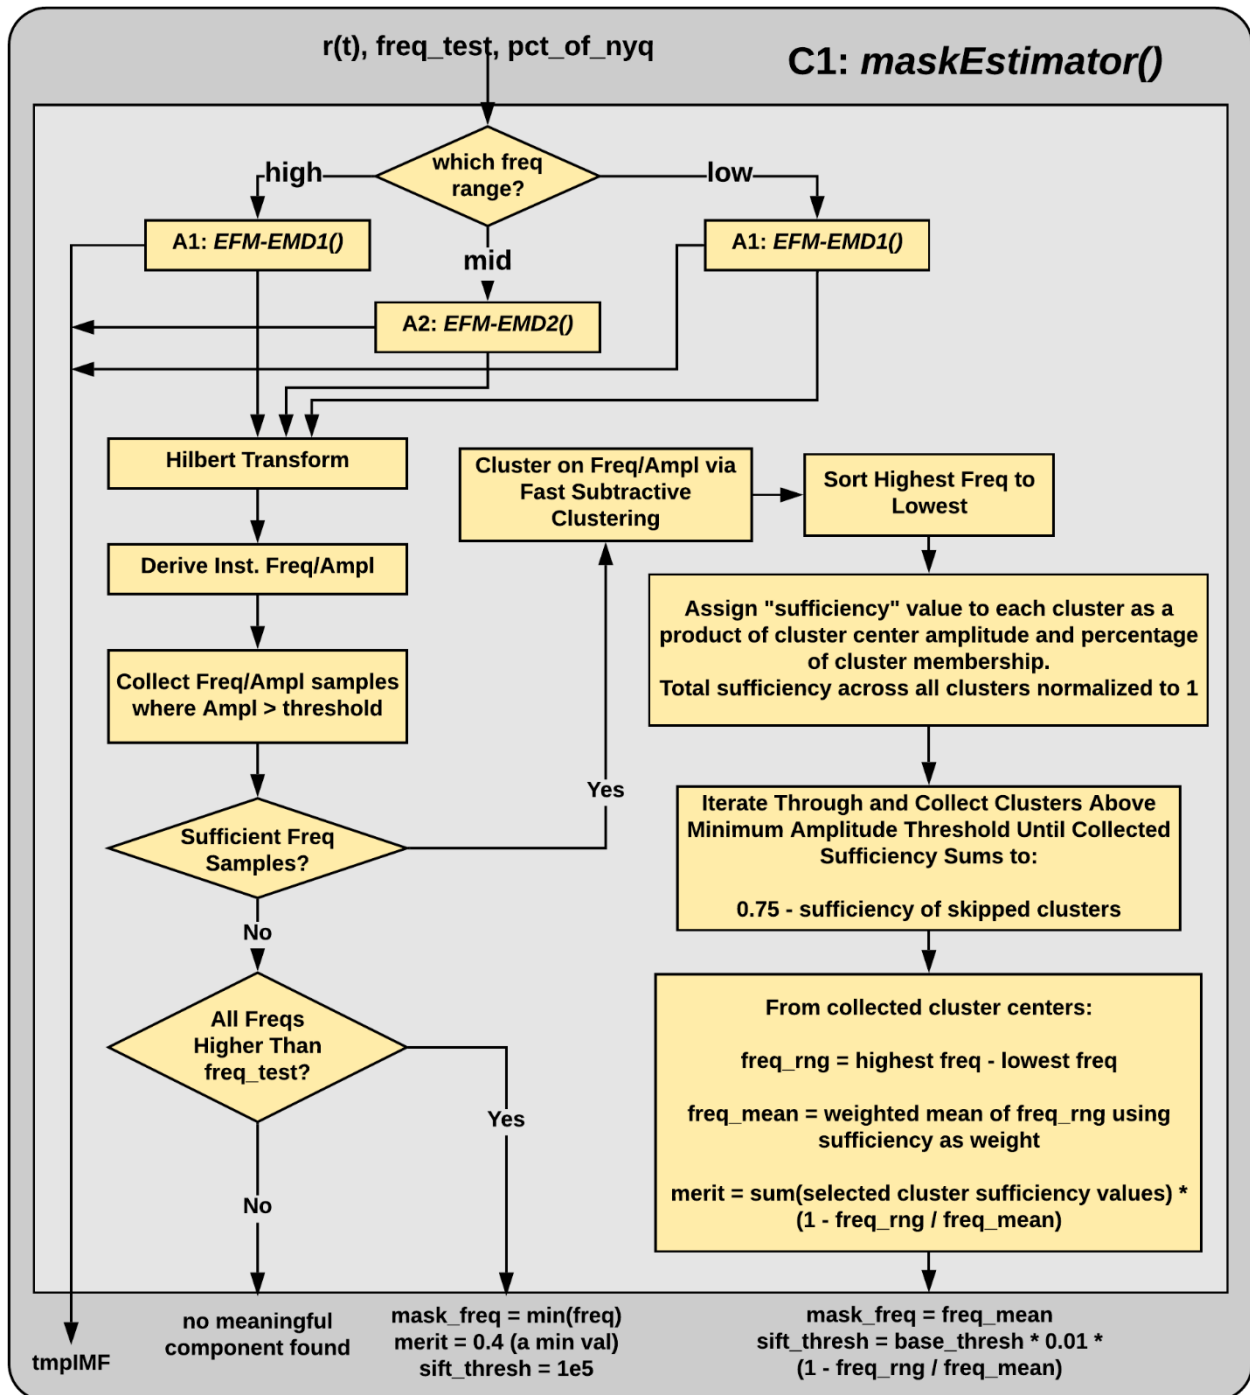 r(t), freq_test, pct_of_nyq
C1: maskEstimator()
which freq
range?
high
low
mid
A1: EFM-EMD1()
A1: EFM-EMD1()
A2: EFM-EMD2()
Hilbert Transform
Derive Inst. Freq/Ampl
Collect Freq/Ampl samples
where Ampl > threshold
Sufficient Freq
Samples?
Yes
No
All Freqs
Higher Than
freq_test?
Yes
No
Cluster on Freq/Ampl via
Fast Subtractive
Clustering
Sort Highest Freq to
Lowest
Assign "sufficiency" value to each cluster as a
product of cluster center amplitude and percentage
of cluster membership.
Total sufficiency across all clusters normalized to 1
Iterate Through and Collect Clusters Above
Minimum Amplitude Threshold Until Collected
Sufficiency Sums to:
0.75 - sufficiency of skipped clusters
From collected cluster centers:
freq_rng = highest freq - lowest freq
freq_mean = weighted mean of freq_rng using
sufficiency as weight
merit = sum(selected cluster sufficiency values) *
(1 - freq_rng / freq_mean)
tmpIMF
no meaningful
component found
mask_freq = min(freq)
merit = 0.4 (a min val)
sift_thresh = 1e5
mask_freq = freq_mean
sift_thresh = base_thresh * 0.01 *
(1 - freq_rng / freq_mean)